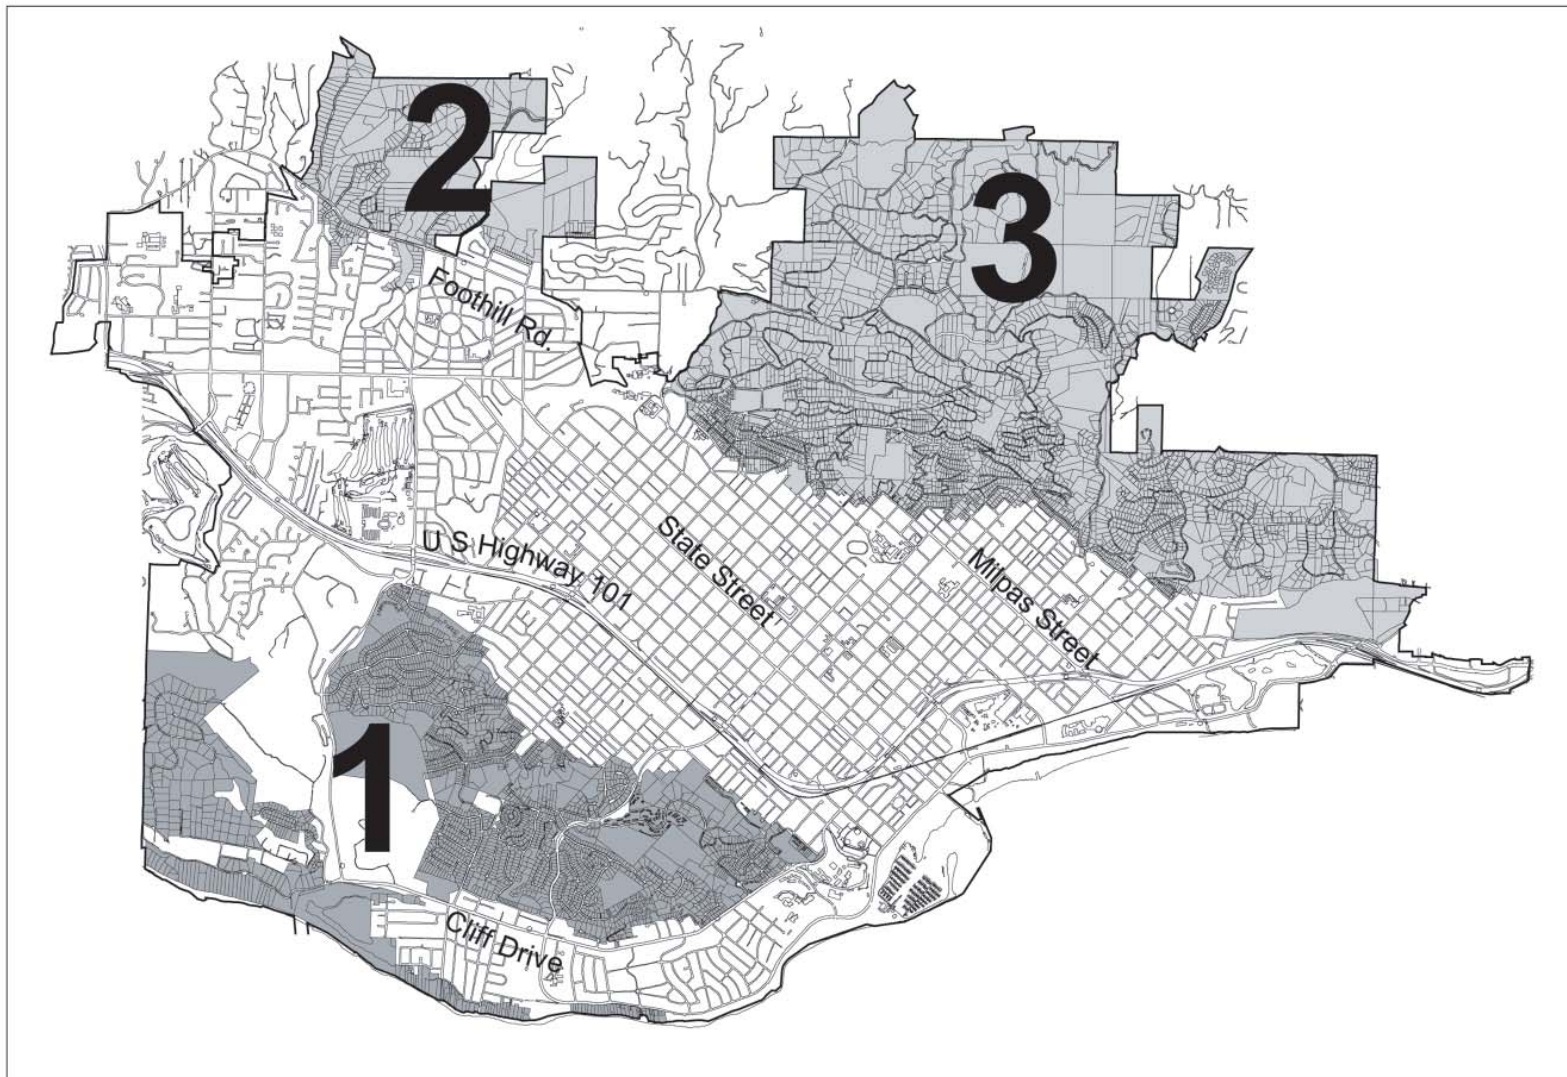 2
3
Foothill Rd.
U S Highway 101
State Street
Milpas Street
1
Cliff Drive